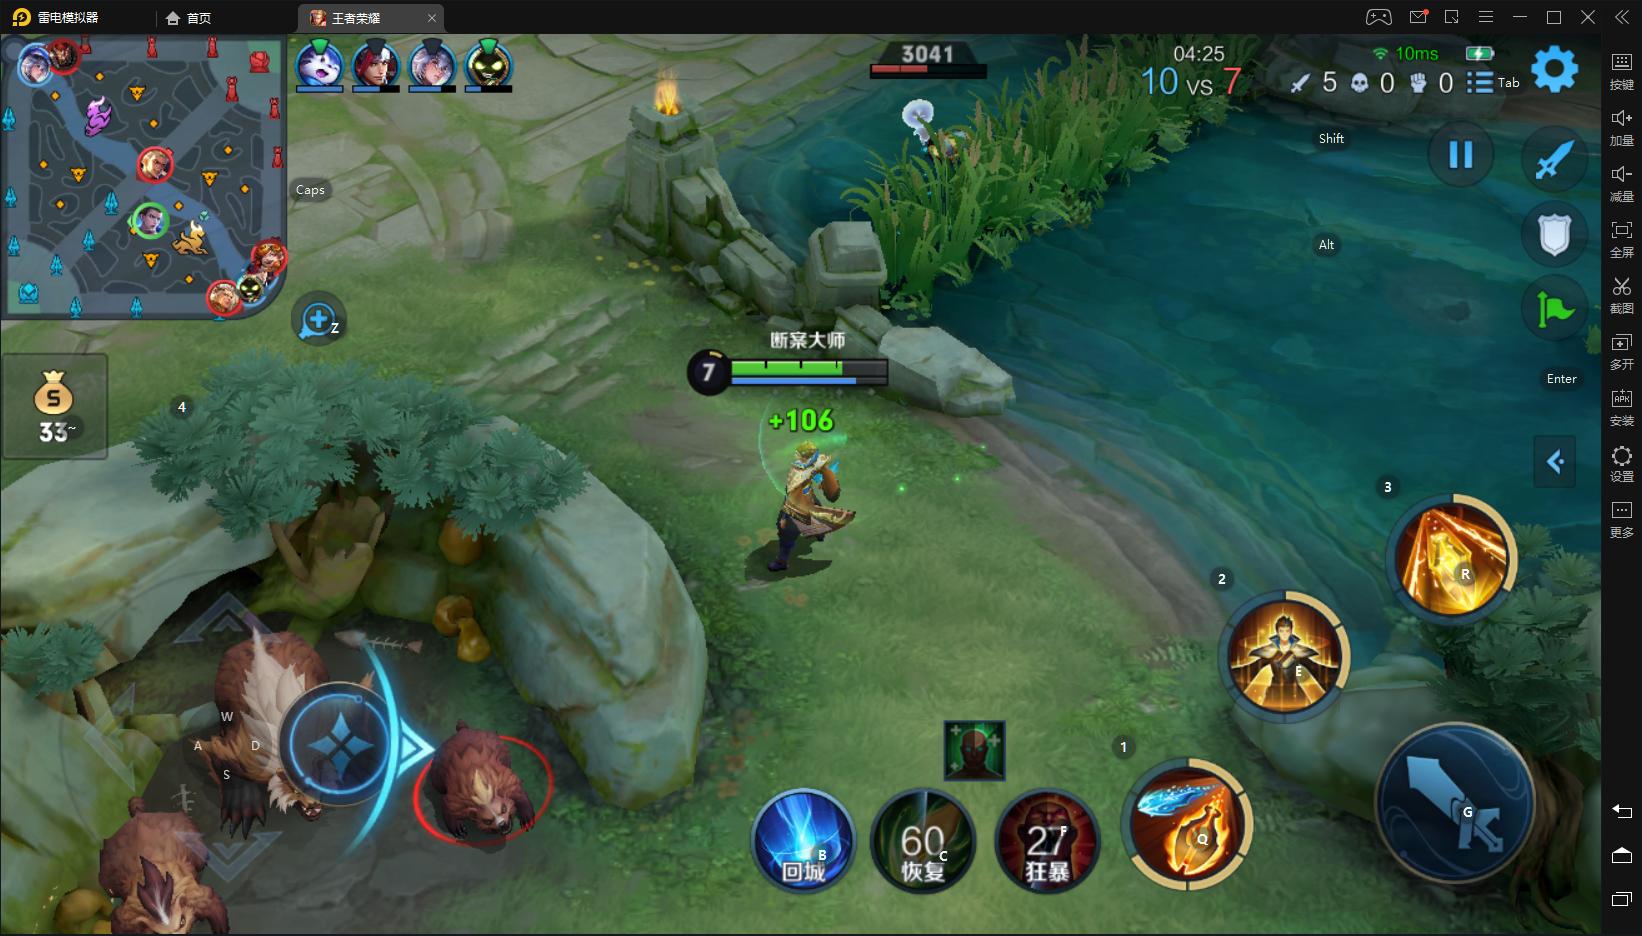 雷电模拟器
首页
王者荣耀
3041
04:25
10 vs 7
10ms
5
0
0
Tab
按键
加量
减量
全屏
截图
多开
安装
设置
更多
Shift
Alt
Enter
Caps
Z
S
33~
4
断案大师
7
+106
3
R
2
E
W
A
D
S
1
B
回城
60
C
恢复
27
F
狂暴
Q
G